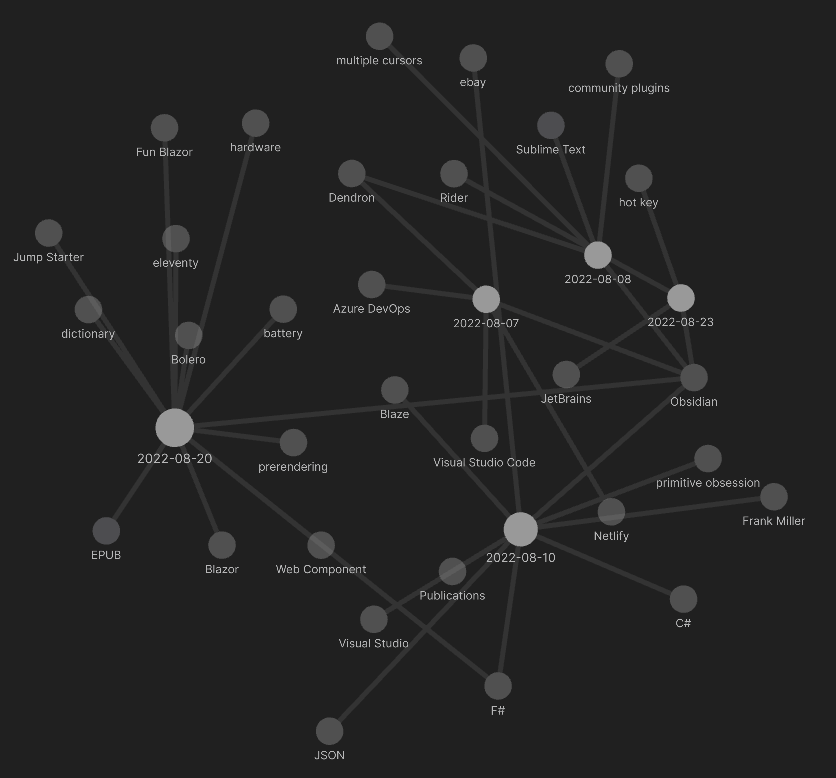 multiple cursors
ebay
community plugins
Fun Blazor
hardware
Sublime Text
Dendron
Rider
hot key
Jump Starter
eleventy
2022-08-08
Azure DevOps
2022-08-07
2022-08-23
dictionary
battery
Bolero
JetBrains
Obsidian
Blaze
2022-08-20
prerendering
Visual Studio Code
primitive obsession
Frank Miller
Netlify
EPUB
Blazor
Web Component
2022-08-10
Publications
C#
Visual Studio
F#
JSON